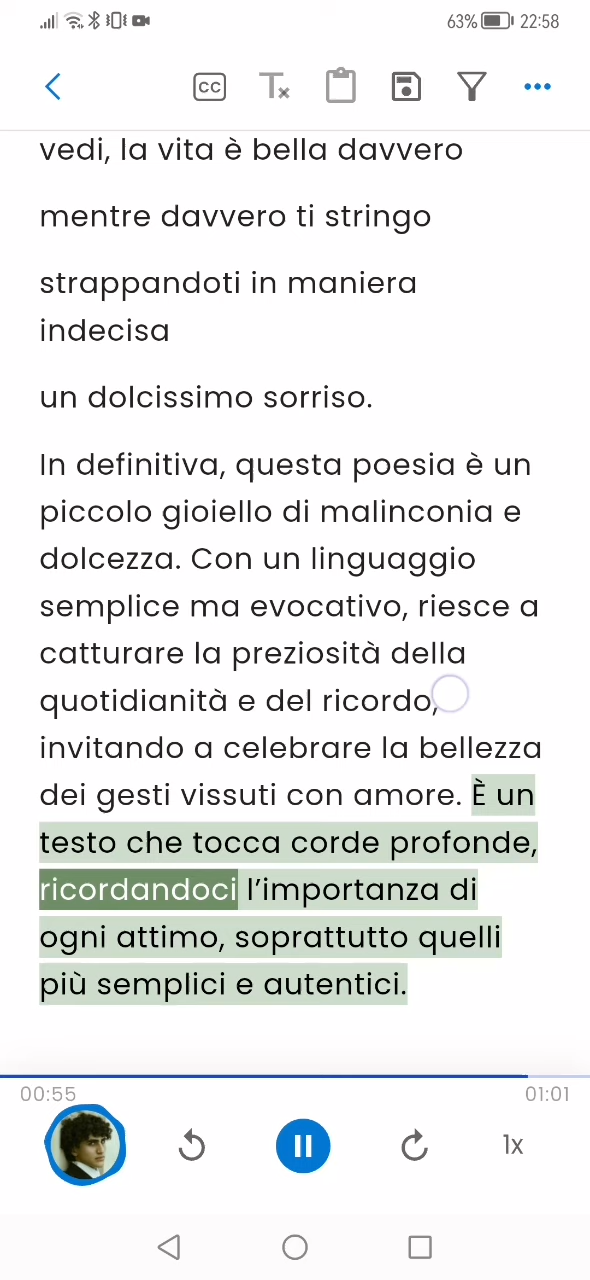 63% 22:58
CC
vedi, la vita è bella davvero
mentre davvero ti stringo
strappandoti in maniera
indecisa
un dolcissimo sorriso.
In definitiva, questa poesia è un
piccolo gioiello di malinconia e
dolcezza. Con un linguaggio
semplice ma evocativo, riesce a
catturare la preziosità della
quotidianità e del ricordo,
invitando a celebrare la bellezza
dei gesti vissuti con amore. È un
testo che tocca corde profonde,
ricordandoci l'importanza di
ogni attimo, soprattutto quelli
più semplici e autentici.
00:55 01:01
1x